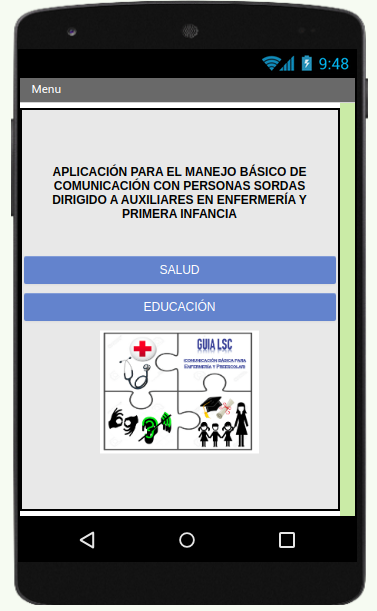 9:48
Menu
APLICACIÓN PARA EL MANEJO BÁSICO DE
COMUNICACIÓN CON PERSONAS SORDAS
DIRIGIDO A AUXILIARES EN ENFERMERÍA Y
PRIMERA INFANCIA
SALUD
EDUCACIÓN
GUIA LSC
COMUNICACIÓN BÁSICA PARA
ENFERMERÍA Y PREESCOLAR